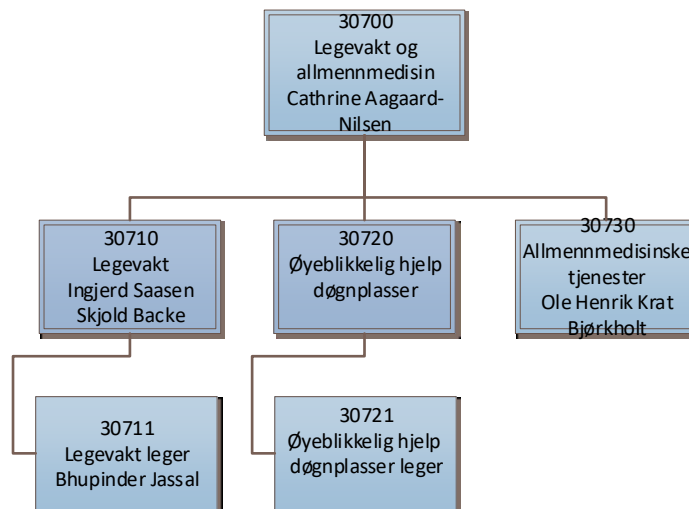 30700
Legevakt og
allmennmedisin
Cathrine Aagaard-
Nilsen
30710
Legevakt
Ingjerd Saasen
Skjold Backe
30720
Øyeblikkelig hjelp
døgnplasser
30730
Allmennmedisinske
tjenester
Ole Henrik Krat
Bjørkholt
30711
Legevakt leger
Bhupinder Jassal
30721
Øyeblikkelig hjelp
døgnplasser leger